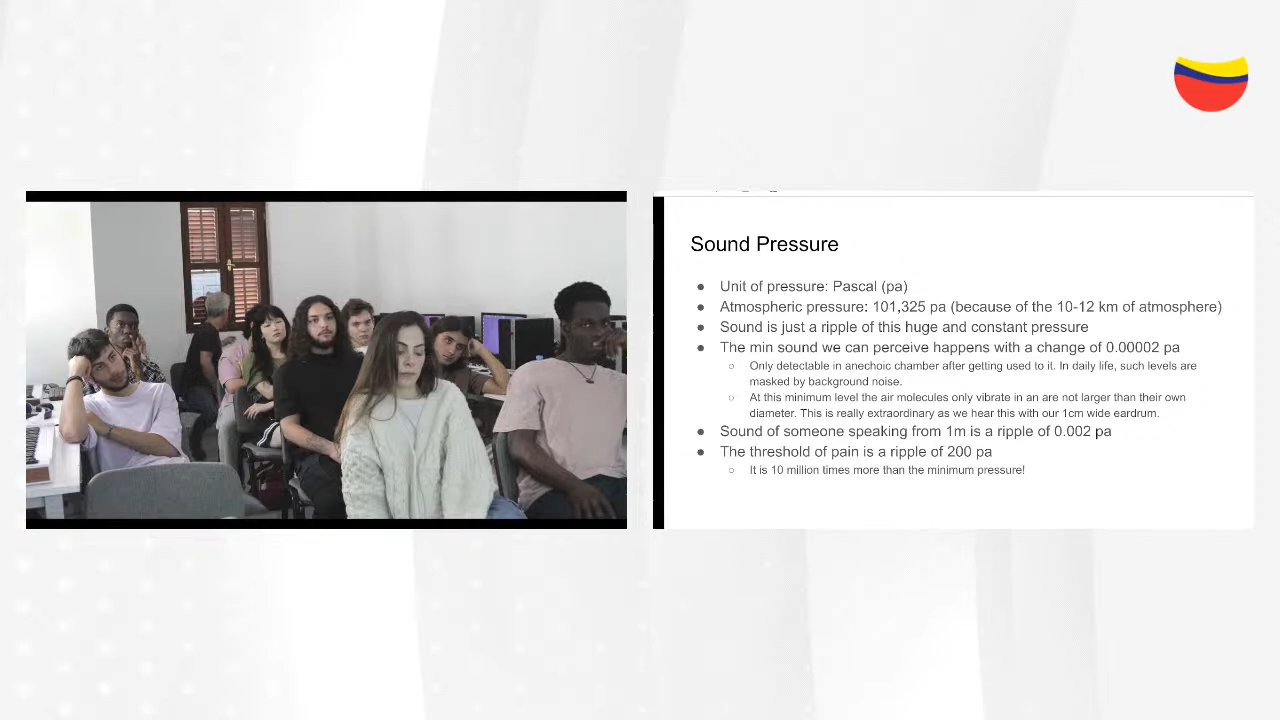 Sound Pressure
● Unit of pressure: Pascal (pa)
● Atmospheric pressure: 101,325 pa (because of the 10-12 km of atmosphere)
● Sound is just a ripple of this huge and constant pressure
● The min sound we can perceive happens with a change of 0.00002 pa
○ Only detectable in anechoic chamber after getting used to it. In daily life, such levels are
masked by background noise.
○ At this minimum level the air molecules only vibrate in an are not larger than their own
diameter. This is really extraordinary as we hear this with our 1cm wide eardrum.
● Sound of someone speaking from 1m is a ripple of 0.002 pa
● The threshold of pain is a ripple of 200 pa
○ It is 10 million times more than the minimum pressure!